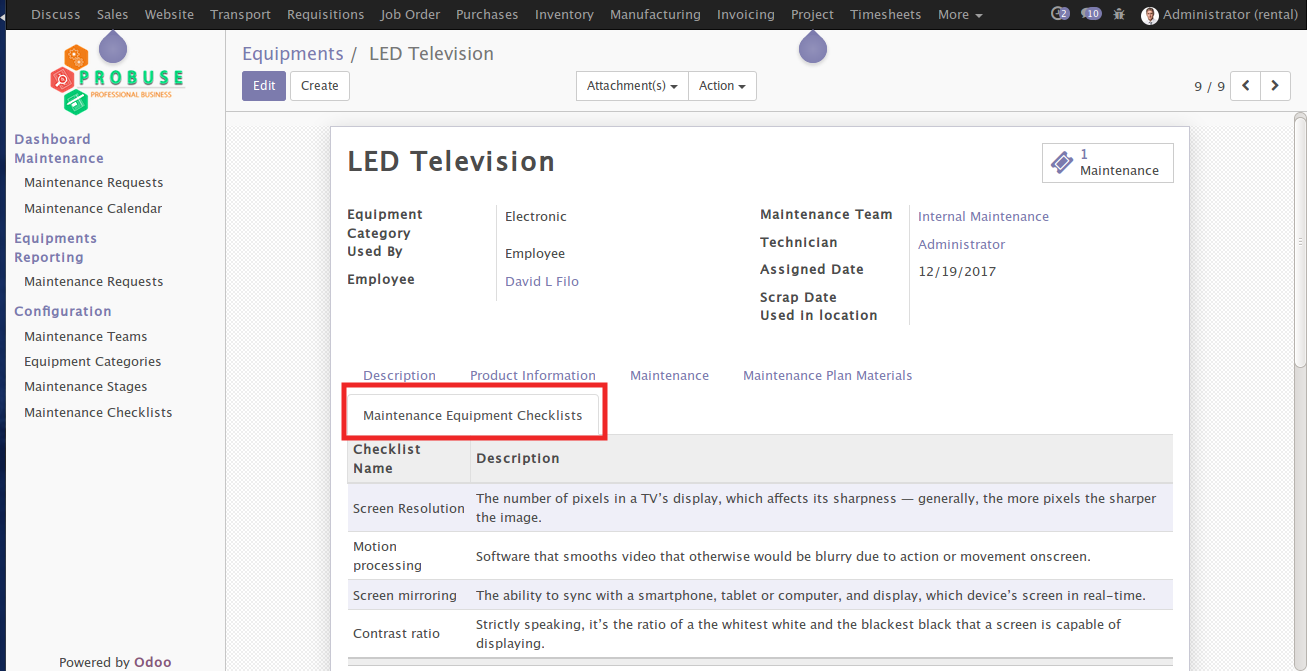 Discuss Sales Website Transport Requisitions Job Order Purchases Inventory Manufacturing Invoicing Project Timesheets More 2 10 Administrator (rental)
PROBUSE
PROFESSIONAL BUSINESS
Equipments / LED Television
Edit Create Attachment(s) Action 9 / 9
Dashboard
Maintenance
Maintenance Requests
Maintenance Calendar
Equipments
Reporting
Maintenance Requests
Configuration
Maintenance Teams
Equipment Categories
Maintenance Stages
Maintenance Checklists
Powered by Odoo
LED Television
1
Maintenance
Equipment Category Electronic
Used By Employee
Employee David L Filo
Maintenance Team Internal Maintenance
Technician Administrator
Assigned Date 12/19/2017
Scrap Date
Used in location
Description Product Information Maintenance Maintenance Plan Materials
Maintenance Equipment Checklists
Checklist Name Description
Screen Resolution The number of pixels in a TV’s display, which affects its sharpness — generally, the more pixels the sharper
the image.
Motion processing Software that smooths video that otherwise would be blurry due to action or movement onscreen.
Screen mirroring The ability to sync with a smartphone, tablet or computer, and display, which device’s screen in real-time.
Contrast ratio Strictly speaking, it’s the ratio of a the whitest white and the blackest black that a screen is capable of
displaying.